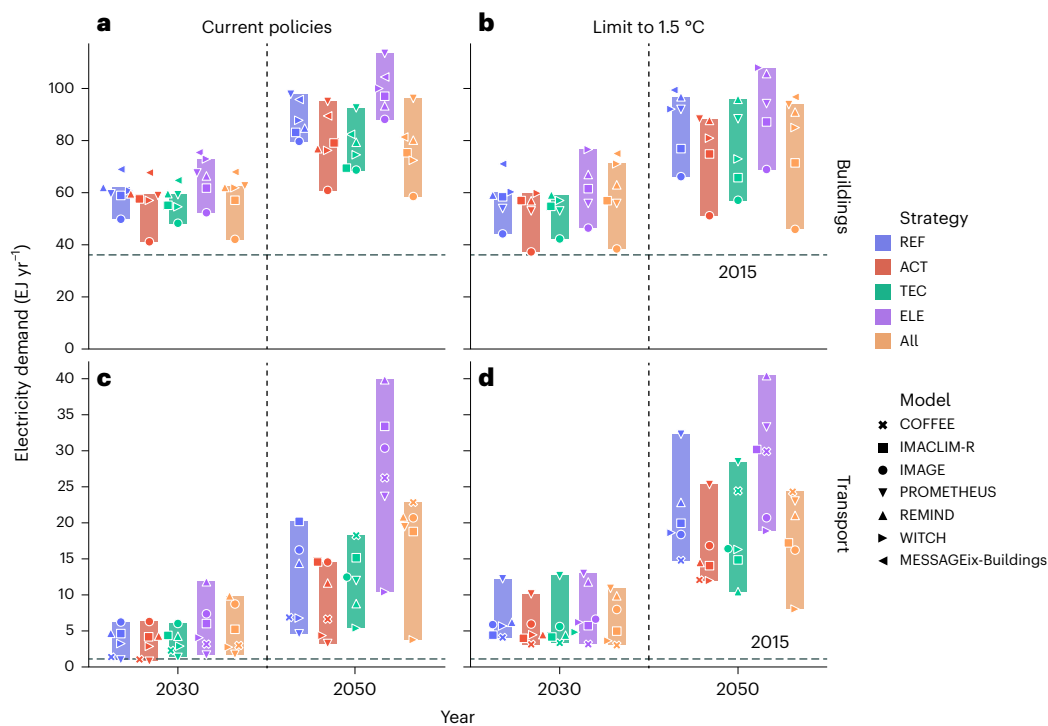 a
Current policies
b
Limit to 1.5 °C
Electricity demand (EJ yr⁻¹)
100
80
60
40
20
0
2015
Buildings
c
d
40
35
30
25
20
15
10
5
0
2015
Transport
2030
2050
2030
2050
Year
Strategy
REF
ACT
TEC
ELE
All
Model
COFFEE
IMACLIM-R
IMAGE
PROMETHEUS
REMIND
WITCH
MESSAGEix-Buildings